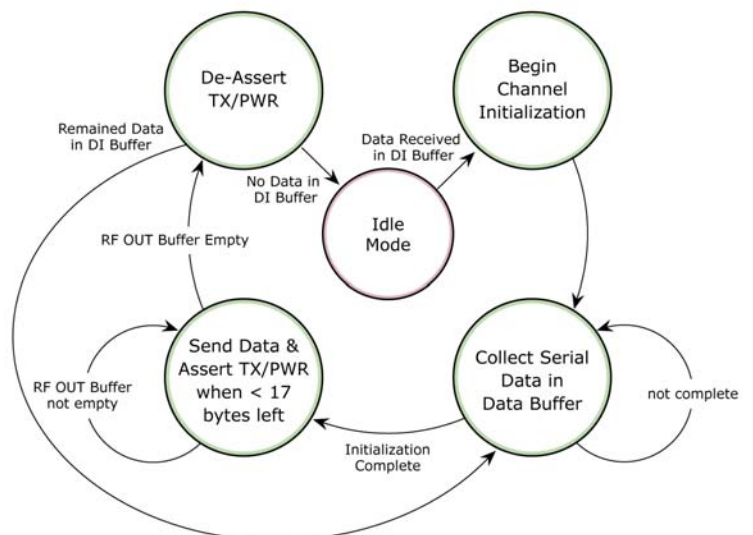 De-Assert
TX/PWR
Begin
Channel
Initialization
Remained Data
in DI Buffer
Data Received
in DI Buffer
No Data in
DI Buffer
Idle
Mode
RF OUT Buffer Empty
Send Data &
Assert TX/PWR
when < 17
bytes left
Collect Serial
Data in
Data Buffer
RF OUT Buffer
not empty
not complete
Initialization
Complete